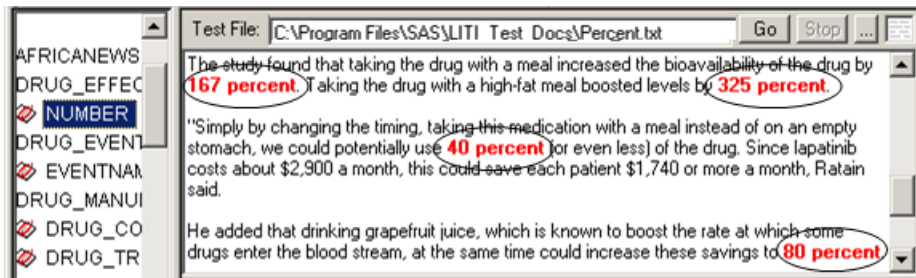 Test File: C:\Program Files\SAS\LITI Test Docs\Percent.txt Go Stop ...
AFRICANEWS
DRUG_EFFEC
NUMBER
DRUG_EVENT
EVENTNAM
DRUG_MANUI
DRUG_CO
DRUG_TR
The study found that taking the drug with a meal increased the bioavailability of the drug by
167 percent. Taking the drug with a high-fat meal boosted levels by 325 percent.
"Simply by changing the timing, taking this medication with a meal instead of on an empty
stomach, we could potentially use 40 percent (or even less) of the drug. Since lapatinib
costs about $2,900 a month, this could save each patient $1,740 or more a month, Ratain
said.
He added that drinking grapefruit juice, which is known to boost the rate at which some
drugs enter the blood stream, at the same time could increase these savings to 80 percent